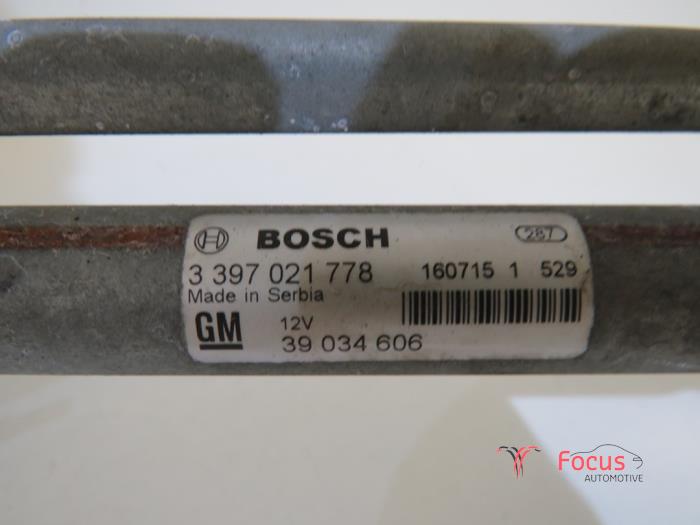 BOSCH 287
3 397 021 778 160715 1 529
Made in Serbia
GM 12V
39 034 606
Focus
AUTOMOTIVE